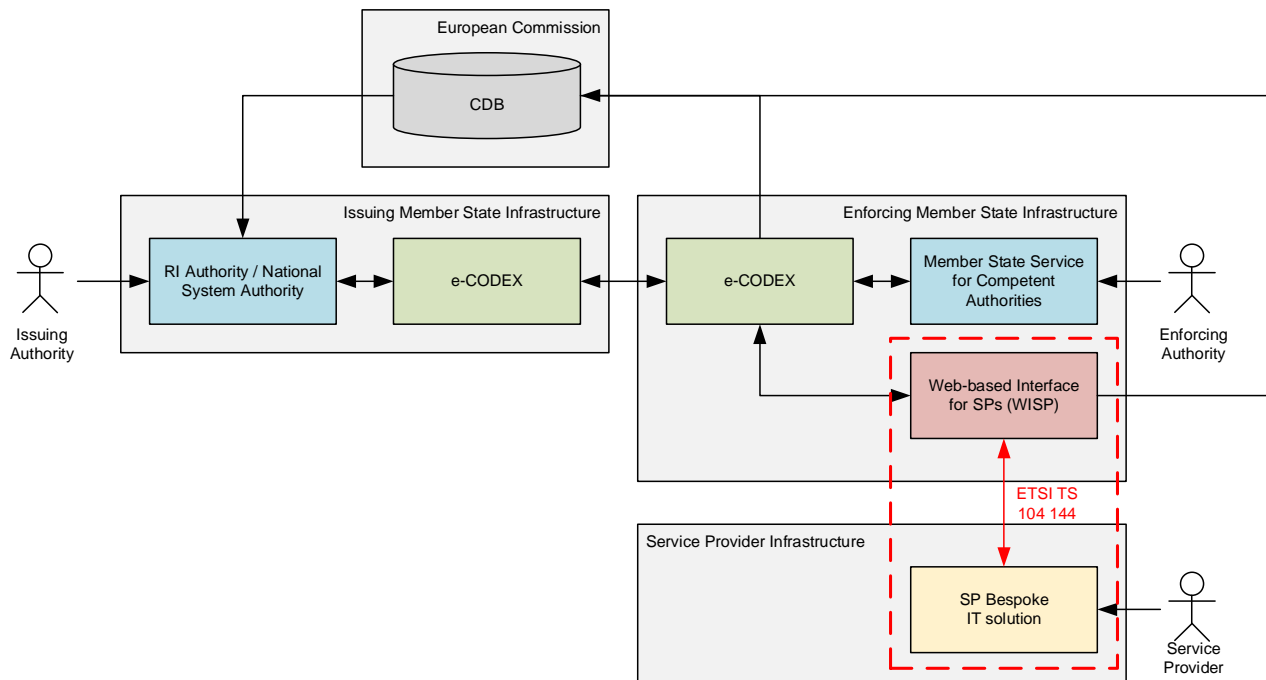 European Commission
CDB
Issuing Member State Infrastructure
Enforcing Member State Infrastructure
RI Authority / National
System Authority
e-CODEX
e-CODEX
Member State Service
for Competent
Authorities
Issuing
Authority
Enforcing
Authority
Web-based Interface
for SPs (WISP)
ETSI TS
104 144
Service Provider Infrastructure
SP Bespoke
IT solution
Service
Provider